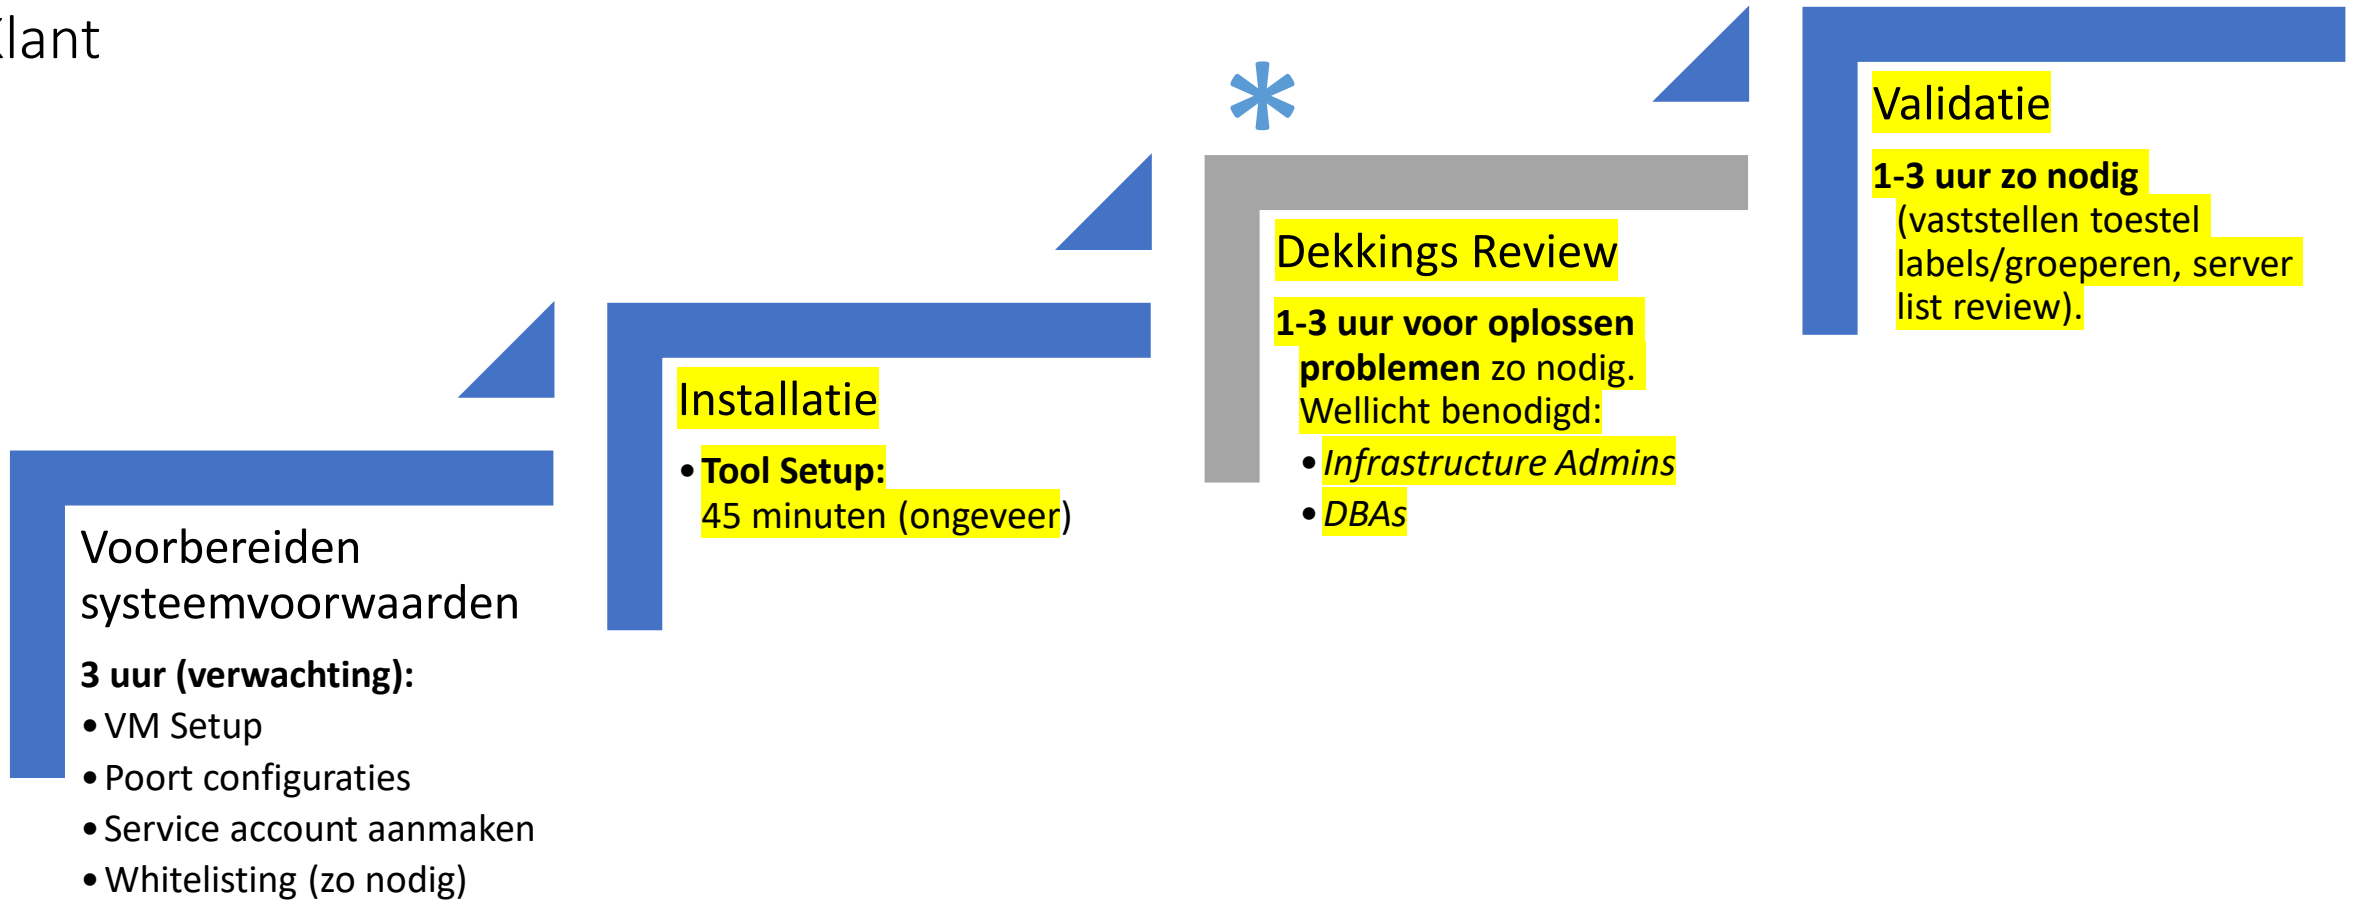 lant
*
Voorbereiden
systeemvoorwaarden
3 uur (verwachting):
•VM Setup
•Poort configuraties
•Service account aanmaken
•Whitelisting (zo nodig)
Installatie
•Tool Setup:
45 minuten (ongeveer)
Dekkings Review
1-3 uur voor oplossen
problemen zo nodig.
Wellicht benodigd:
•Infrastructure Admins
•DBAs
Validatie
1-3 uur zo nodig
(vaststellen toestel
labels/groeperen, server
list review).